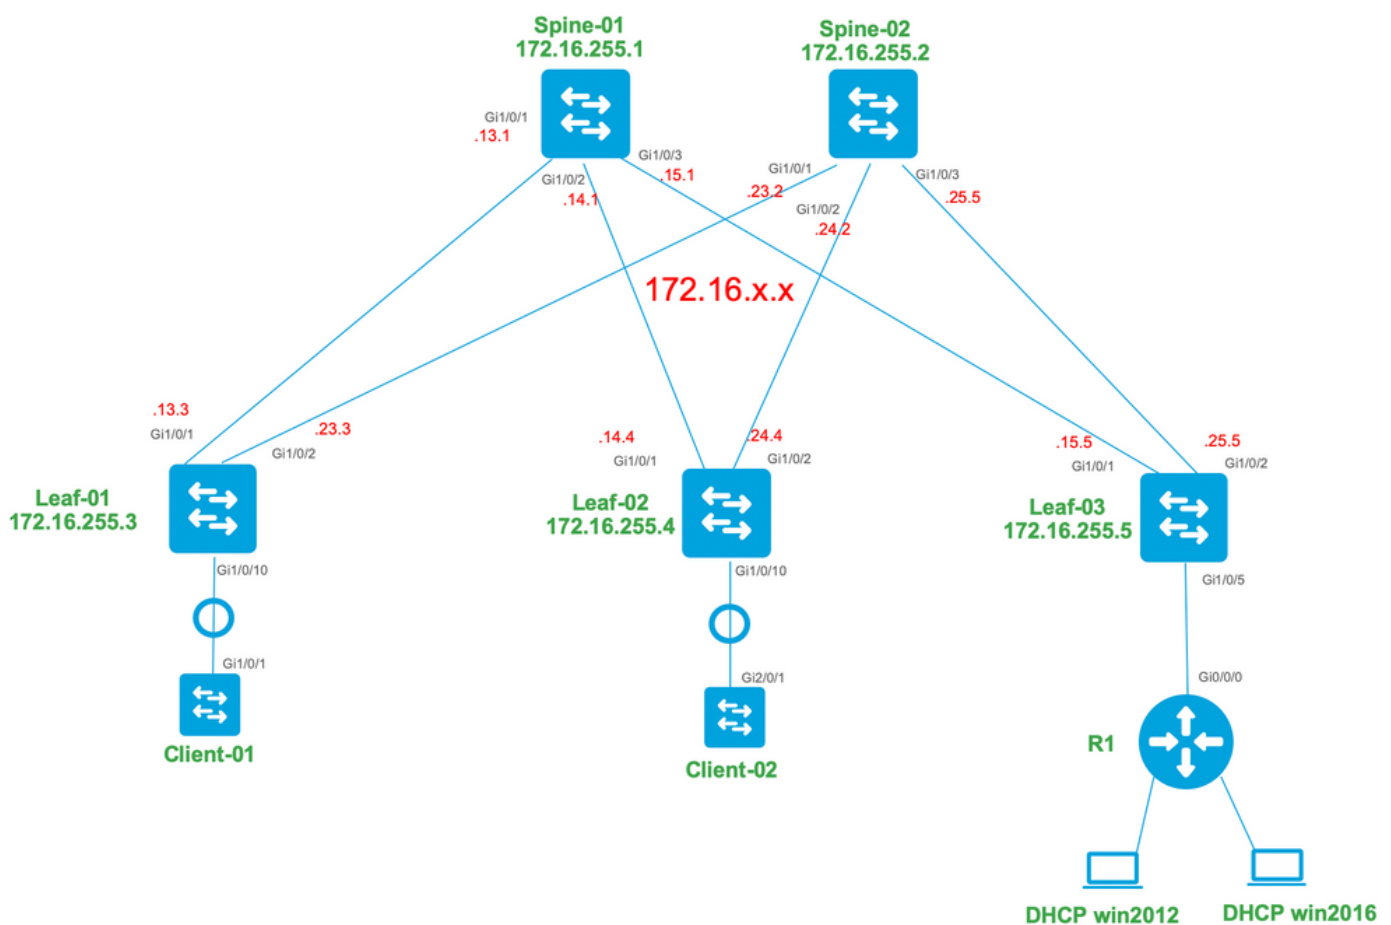 Spine-01
172.16.255.1
Spine-02
172.16.255.2
Gi1/0/1
.13.1
Gi1/0/2
.14.1
Gi1/0/3
.15.1
Gi1/0/1
.23.2
Gi1/0/2
.24.2
Gi1/0/3
.25.5
172.16.x.x
.13.3
Gi1/0/1
.23.3
Gi1/0/2
.14.4
Gi1/0/1
.24.4
Gi1/0/2
.15.5
Gi1/0/1
.25.5
Gi1/0/2
Leaf-01
172.16.255.3
Leaf-02
172.16.255.4
Leaf-03
172.16.255.5
Gi1/0/10
Gi1/0/10
Gi1/0/5
Gi1/0/1
Gi2/0/1
Gi0/0/0
Client-01
Client-02
R1
DHCP win2012
DHCP win2016